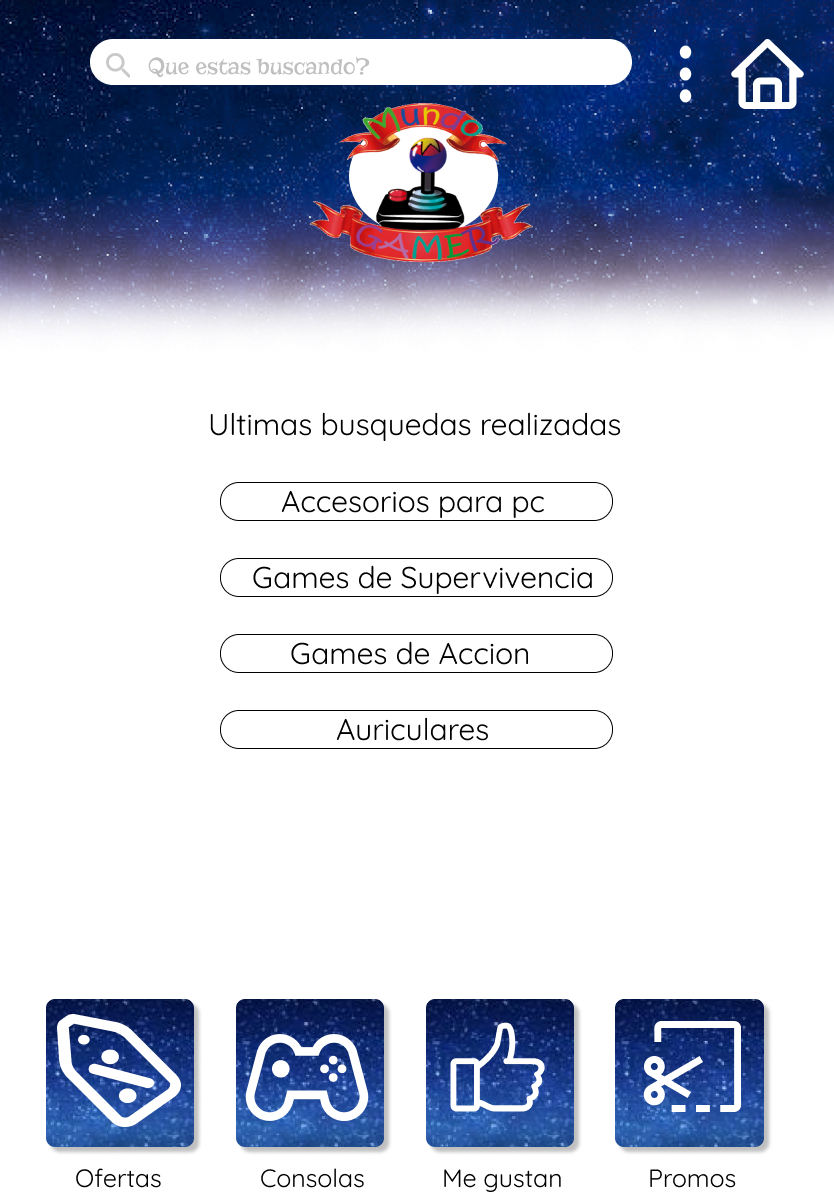 Que estas buscando?
Mundo
GAMER
Ultimas busquedas realizadas
Accesorios para pc
Games de Supervivencia
Games de Accion
Auriculares
Ofertas
Consolas
Me gustan
Promos